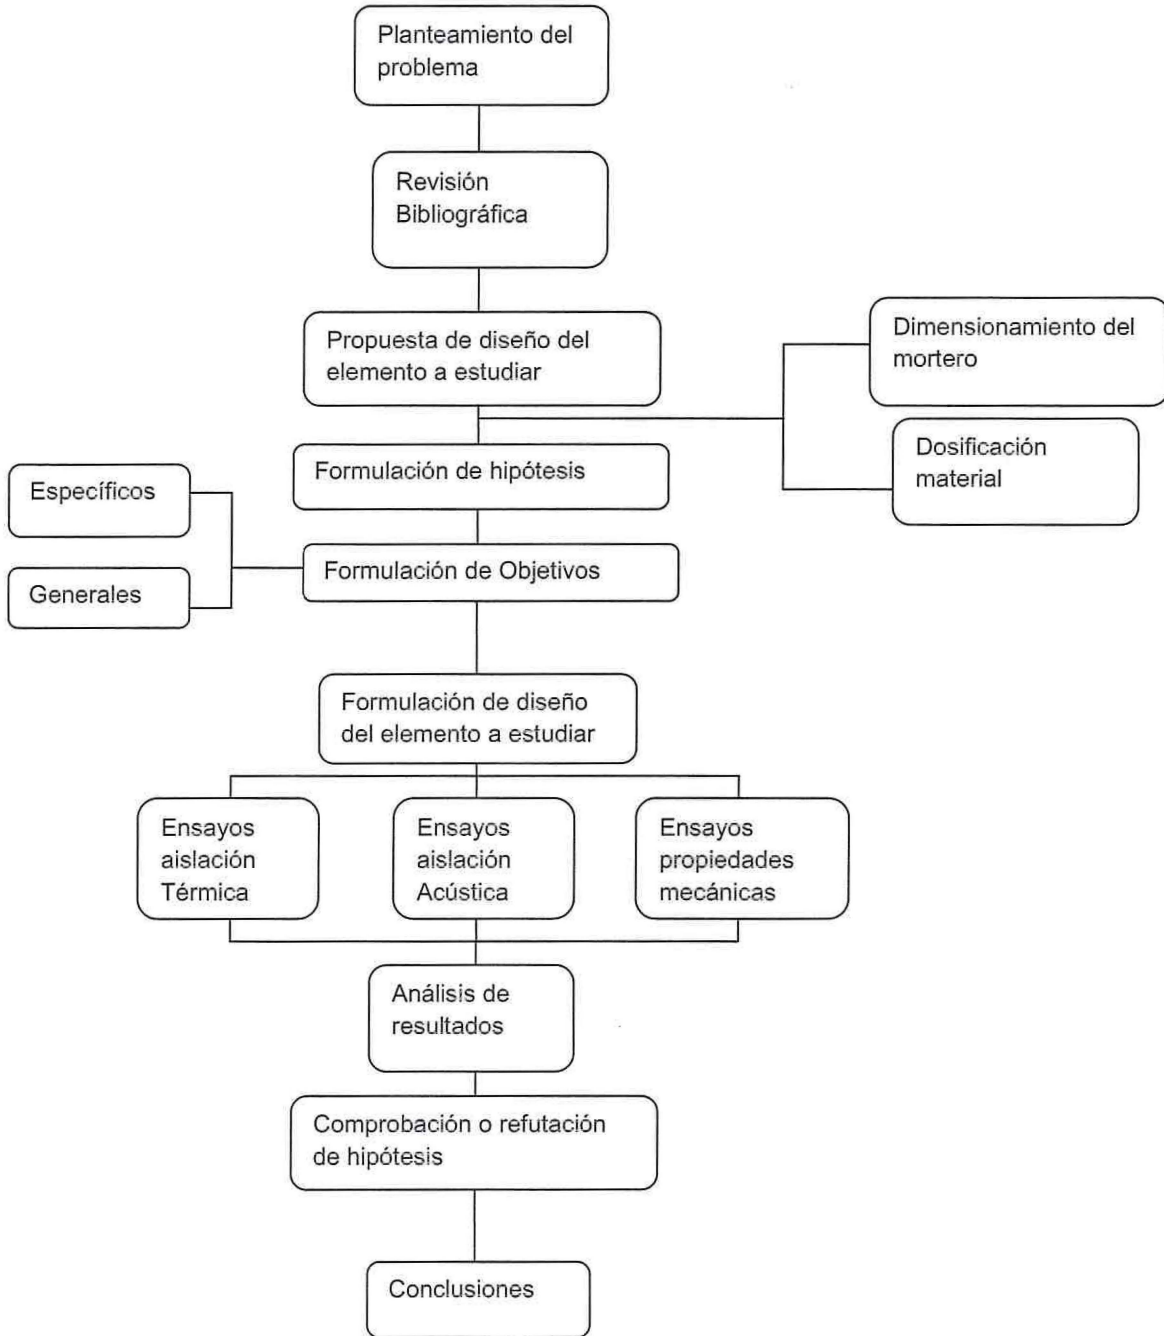 Planteamiento del
problema
Revisión
Bibliográfica
Propuesta de diseño del
elemento a estudiar
Dimensionamiento del
mortero
Dosificación
material
Formulación de hipótesis
Específicos
Generales
Formulación de Objetivos
Formulación de diseño
del elemento a estudiar
Ensayos
aislación
Térmica
Ensayos
aislación
Acústica
Ensayos
propiedades
mecánicas
Análisis de
resultados
Comprobación o refutación
de hipótesis
Conclusiones